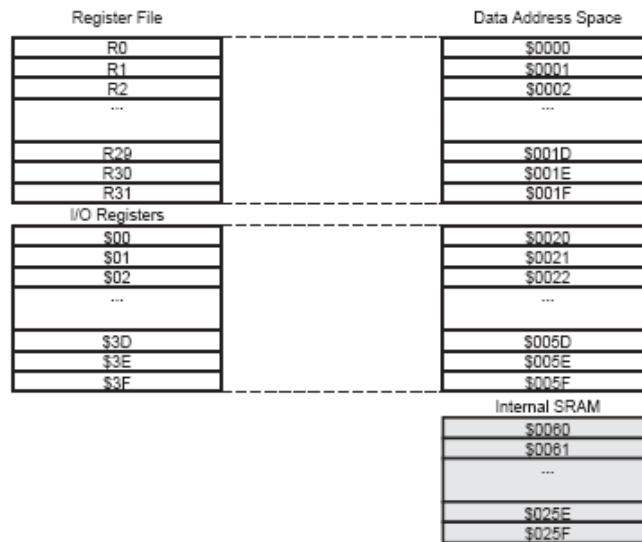 Register File Data Address Space
R0 $0000
R1 $0001
R2 $0002
... ...
R29 $001D
R30 $001E
R31 $001F
I/O Registers
$00 $0020
$01 $0021
$02 $0022
... ...
$3D $005D
$3E $005E
$3F $005F
Internal SRAM
$0060
$0061
...
$025E
$025F